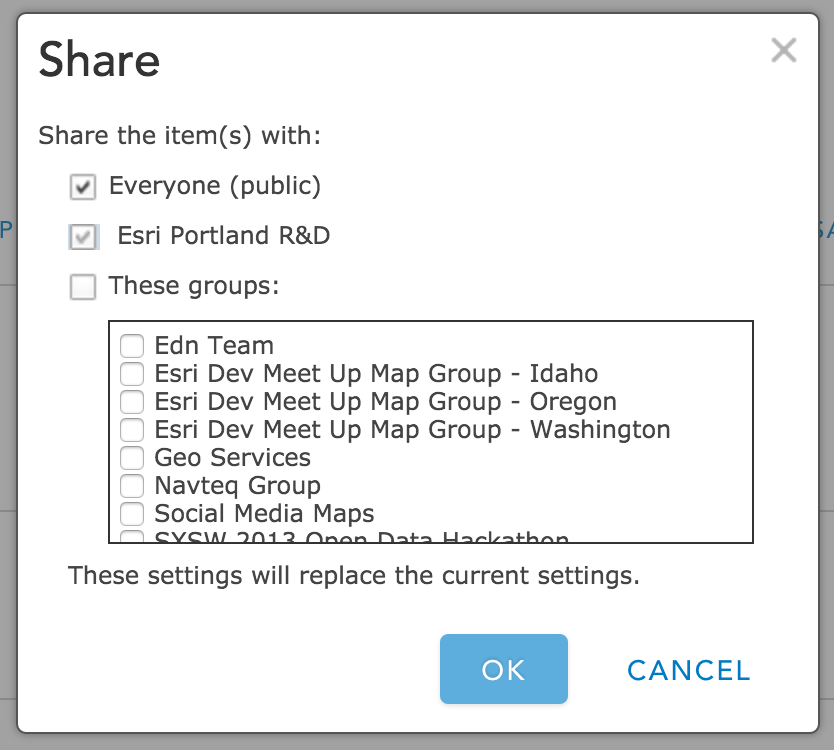 Share
Share the item(s) with:
Everyone (public)
Esri Portland R&D
These groups:
Edn Team
Esri Dev Meet Up Map Group - Idaho
Esri Dev Meet Up Map Group - Oregon
Esri Dev Meet Up Map Group - Washington
Geo Services
Navteq Group
Social Media Maps
SXSW 2013 Open Data Hackathon
These settings will replace the current settings.
OK
CANCEL